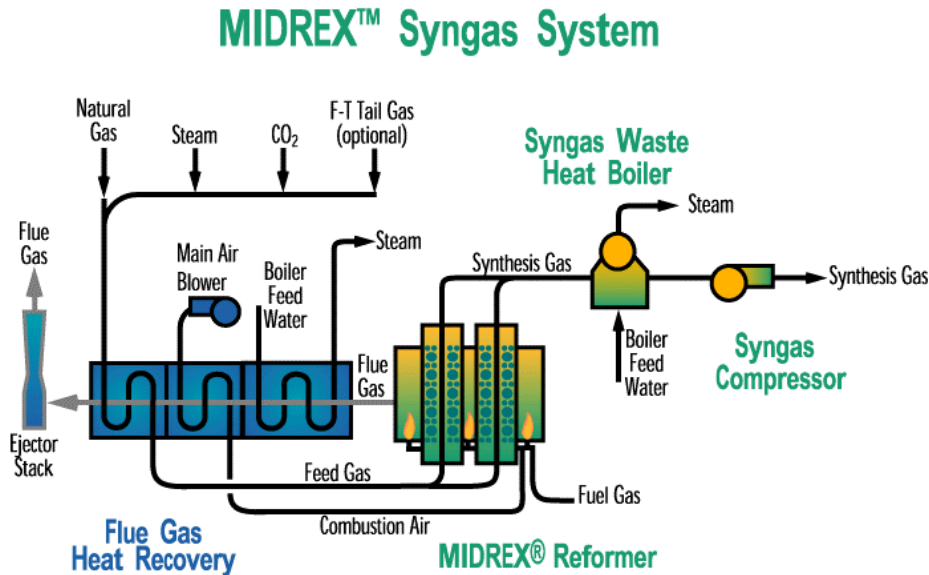 MIDREX™ Syngas System
Natural
Gas
Steam
CO₂
F-T Tail Gas
(optional)
Syngas Waste
Heat Boiler
Steam
Flue
Gas
Main Air
Blower
Boiler
Feed
Water
Steam
Synthesis Gas
Synthesis Gas
Boiler
Feed
Water
Syngas
Compressor
Flue
Gas
Ejector
Stack
Feed Gas
Fuel Gas
Combustion Air
Flue Gas
Heat Recovery
MIDREX® Reformer